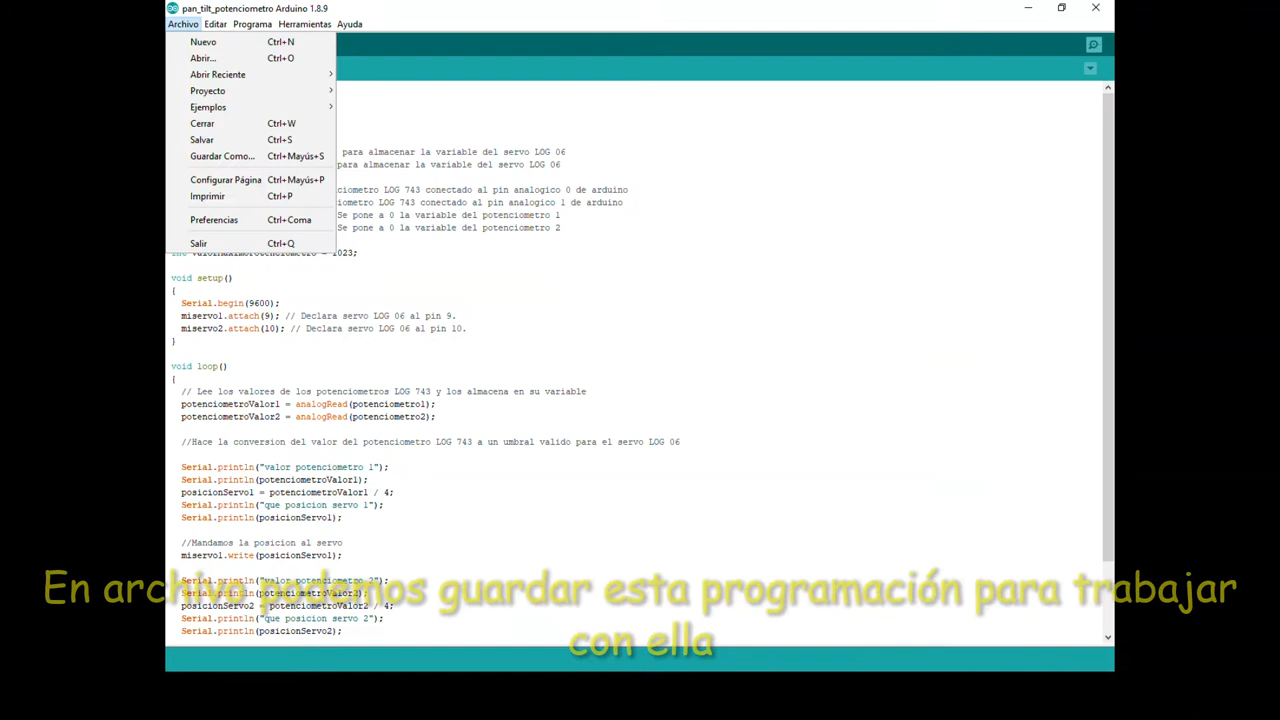 pan_tilt_potenciometro Arduino 1.8.9
Archivo Editar Programa Herramientas Ayuda
Nuevo Ctrl+N
Abrir... Ctrl+O
Abrir Reciente
Proyecto
Ejemplos
Cerrar Ctrl+W
Salvar Ctrl+S
Guardar Como... Ctrl+Mayús+S
Configurar Página Ctrl+Mayús+P
Imprimir Ctrl+P
Preferencias Ctrl+Coma
Salir Ctrl+Q
para almacenar la variable del servo LOG 06
para almacenar la variable del servo LOG 06
ciometro LOG 743 conectado al pin analogico 0 de arduino
iometro LOG 743 conectado al pin analogico 1 de arduino
Se pone a 0 la variable del potenciometro 1
Se pone a 0 la variable del potenciometro 2
1023;
void setup()
{
Serial.begin(9600);
miservo1.attach(9); // Declara servo LOG 06 al pin 9.
miservo2.attach(10); // Declara servo LOG 06 al pin 10.
}
void loop()
{
// Lee los valores de los potenciometros LOG 743 y los almacena en su variable
potenciometroValor1 = analogRead(potenciometro1);
potenciometroValor2 = analogRead(potenciometro2);
//Hace la conversion del valor del potenciometro LOG 743 a un umbral valido para el servo LOG 06
Serial.println("valor potenciometro 1");
Serial.println(potenciometroValor1);
posicionServo1 = potenciometroValor1 / 4;
Serial.println("que posicion servo 1");
Serial.println(posicionServo1);
//Mandamos la posicion al servo
miservo1.write(posicionServo1);
Serial.println("valor potenciometro 2");
Serial.println(potenciometroValor2);
posicionServo2 = potenciometroValor2 / 4;
Serial.println("que posicion servo 2");
Serial.println(posicionServo2);
En archivo podemos guardar esta programación para trabajar
con ella